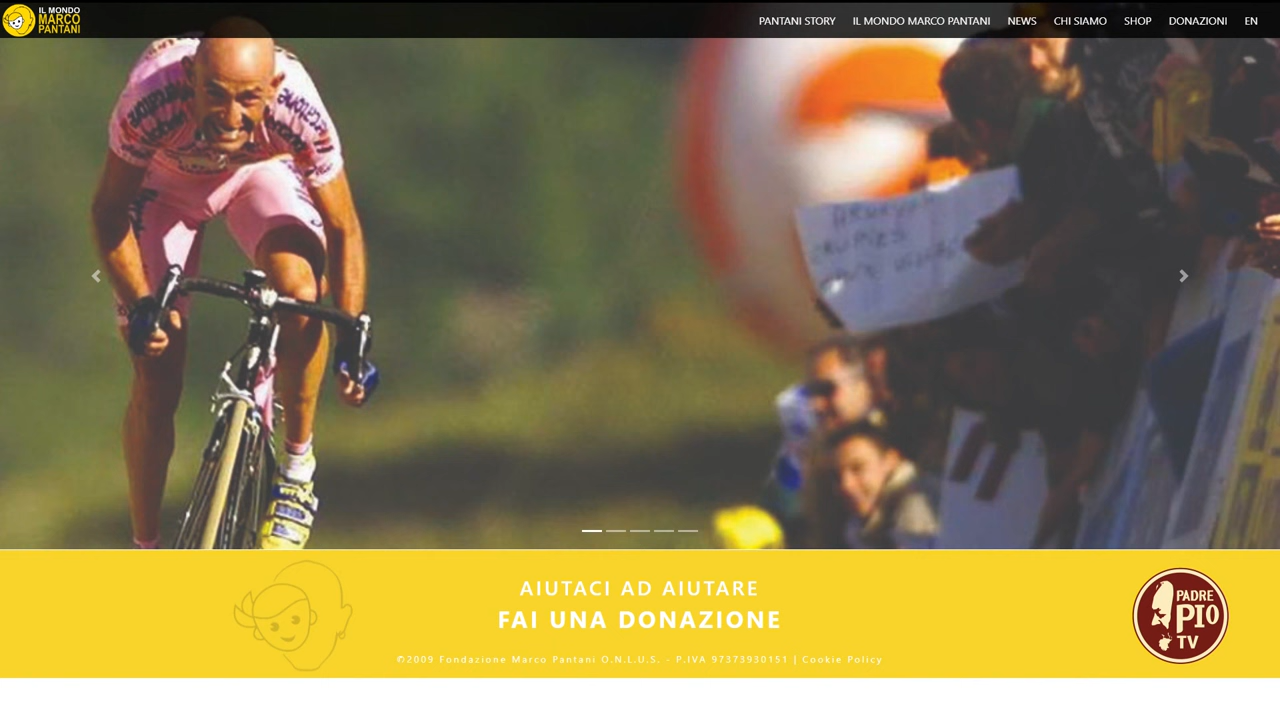 IL MONDO
MARCO
PANTANI
PANTANI STORY
IL MONDO MARCO PANTANI
NEWS
CHI SIAMO
SHOP
DONAZIONI
EN
AIUTACI AD AIUTARE
FAI UNA DONAZIONE
©2009 Fondazione Marco Pantani O.N.L.U.S. - P.IVA 97373930151 | Cookie Policy
PADRE
PIO
TV